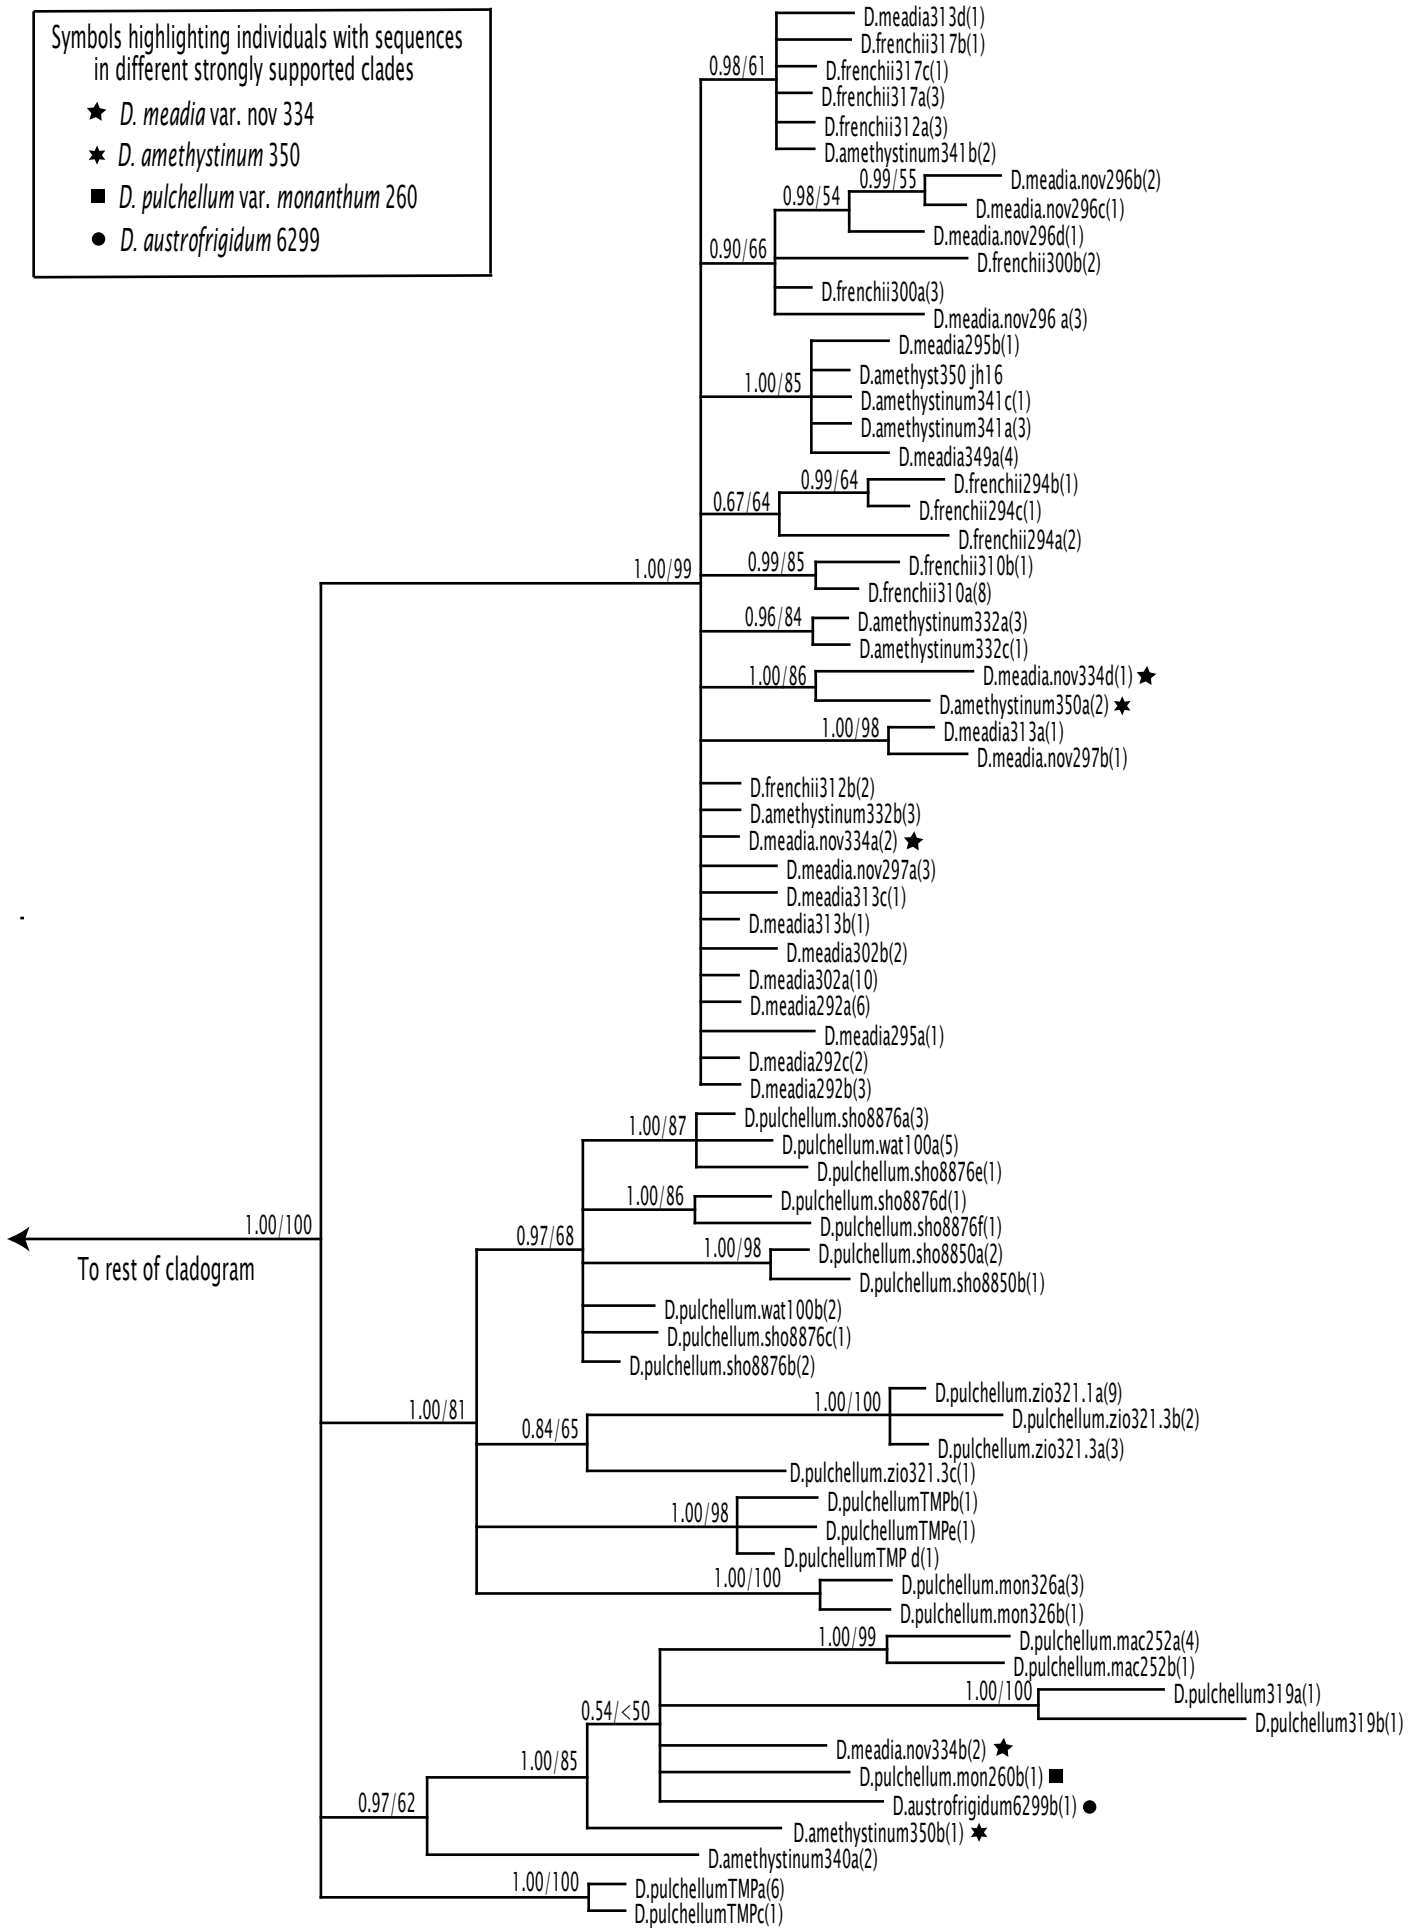 Symbols highlighting individuals with sequences
in different strongly supported clades
D. meadia var. nov 334
D. amethystinum 350
D. pulchellum var. monanthum 260
D. austrofrigidum 6299
D.meadia313d(1)
D.frenchii317b(1)
0.98/61
D.frenchii317c(1)
D.frenchii317a(3)
D.frenchii312a(3)
D.amethystinum341b(2)
0.99/55
D.meadia.nov296b(2)
0.98/54
D.meadia.nov296c(1)
D.meadia.nov296d(1)
0.90/66
D.frenchii300b(2)
D.frenchii300a(3)
D.meadia.nov296 a(3)
D.meadia295b(1)
D.amethyst350 jh16
1.00/85
D.amethystinum341c(1)
D.amethystinum341a(3)
D.meadia349a(4)
0.99/64
D.frenchii294b(1)
0.67/64
D.frenchii294c(1)
D.frenchii294a(2)
1.00/99
0.99/85
D.frenchii310b(1)
D.frenchii310a(8)
0.96/84
D.amethystinum332a(3)
D.amethystinum332c(1)
1.00/86
D.meadia.nov334d(1)
D.amethystinum350a(2)
1.00/98
D.meadia313a(1)
D.meadia.nov297b(1)
D.frenchii312b(2)
D.amethystinum332b(3)
D.meadia.nov334a(2)
D.meadia.nov297a(3)
D.meadia313c(1)
D.meadia313b(1)
D.meadia302b(2)
D.meadia302a(10)
D.meadia292a(6)
D.meadia295a(1)
D.meadia292c(2)
D.meadia292b(3)
1.00/87
D.pulchellum.sho8876a(3)
D.pulchellum.wat100a(5)
D.pulchellum.sho8876e(1)
1.00/86
D.pulchellum.sho8876d(1)
D.pulchellum.sho8876f(1)
1.00/100
To rest of cladogram
0.97/68
1.00/98
D.pulchellum.sho8850a(2)
D.pulchellum.sho8850b(1)
D.pulchellum.wat100b(2)
D.pulchellum.sho8876c(1)
D.pulchellum.sho8876b(2)
1.00/81
1.00/100
D.pulchellum.zio321.1a(9)
D.pulchellum.zio321.3b(2)
0.84/65
D.pulchellum.zio321.3a(3)
D.pulchellum.zio321.3c(1)
1.00/98
D.pulchellumTMPb(1)
D.pulchellumTMPe(1)
D.pulchellumTMP d(1)
1.00/100
D.pulchellum.mon326a(3)
D.pulchellum.mon326b(1)
1.00/99
D.pulchellum.mac252a(4)
D.pulchellum.mac252b(1)
1.00/100
D.pulchellum319a(1)
D.pulchellum319b(1)
0.54/<50
D.meadia.nov334b(2)
1.00/85
D.pulchellum.mon260b(1)
0.97/62
D.austrofrigidum6299b(1)
D.amethystinum350b(1)
D.amethystinum340a(2)
1.00/100
D.pulchellumTMPa(6)
D.pulchellumTMPc(1)